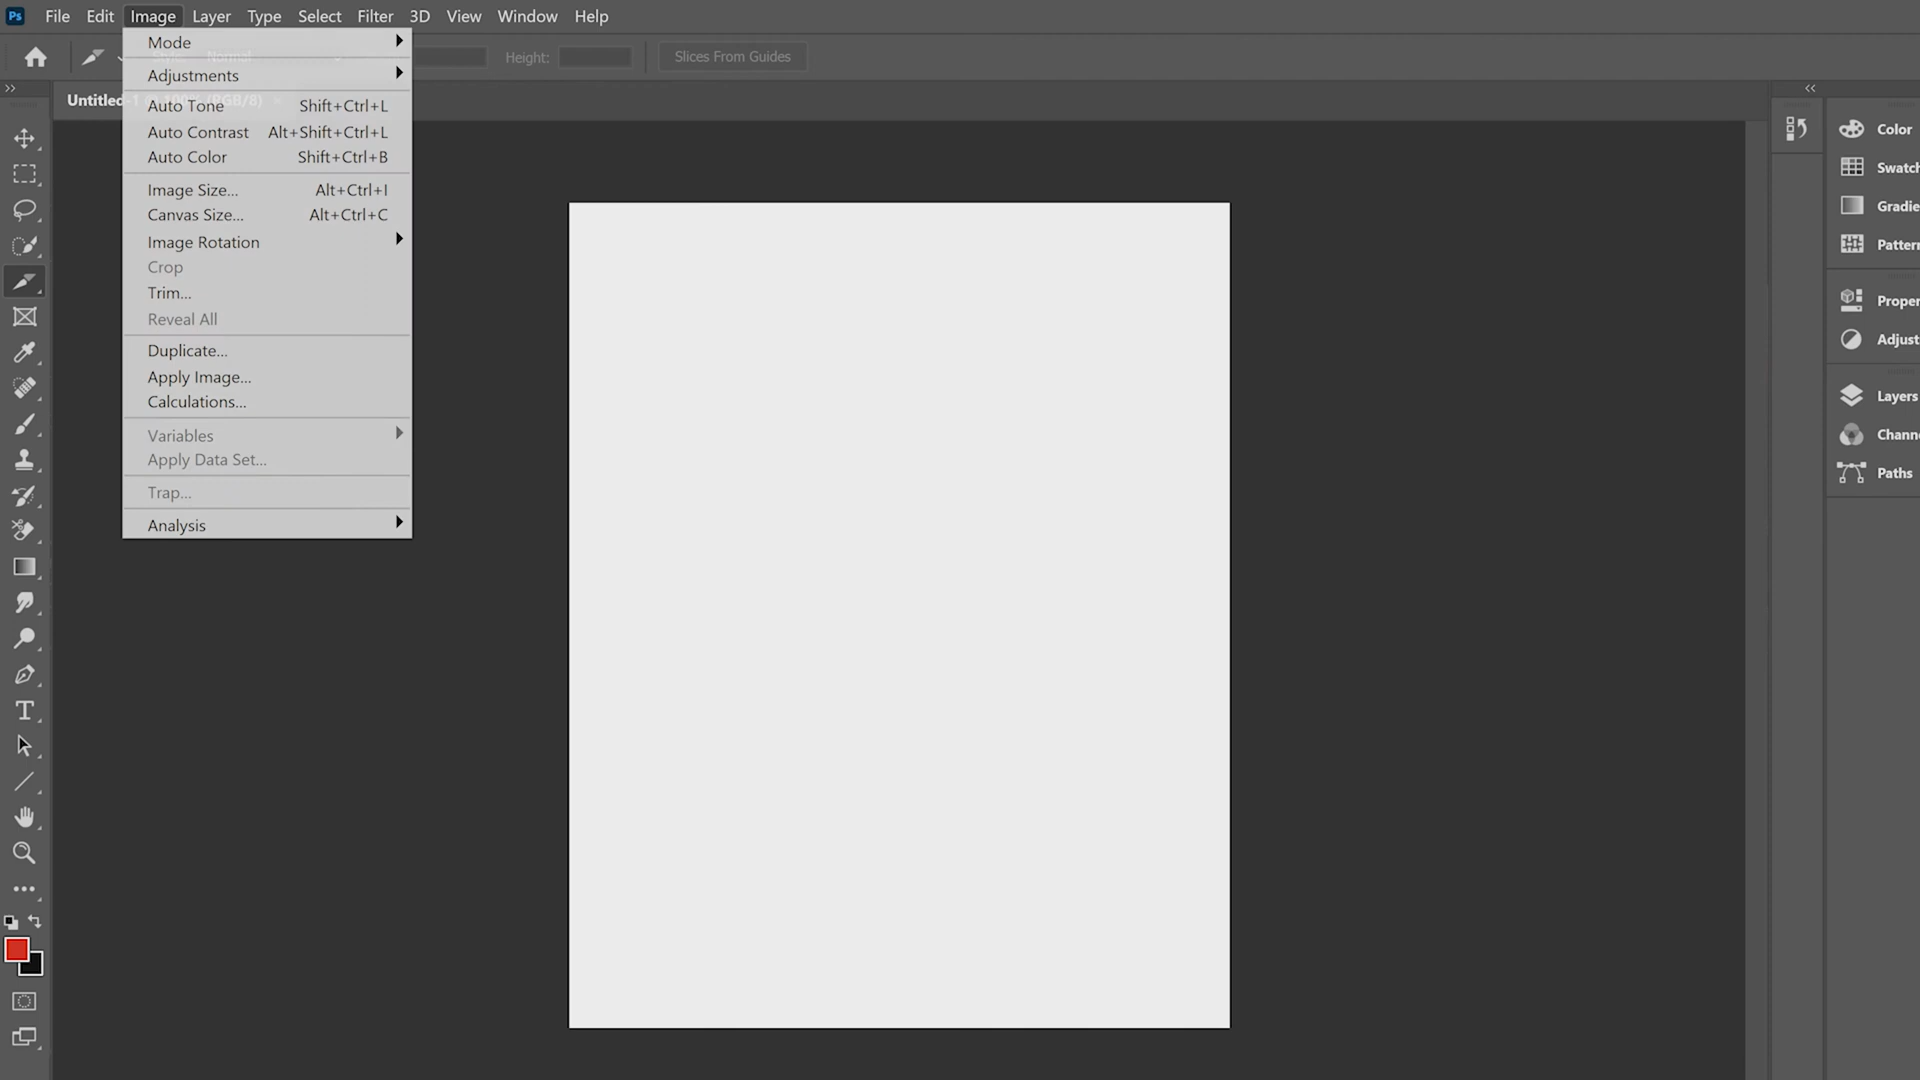 Ps File Edit Image Layer Type Select Filter 3D View Window Help
Mode
Normal Height: Slices From Guides
Adjustments
Untitled-1 (RGB/8)
Auto Tone Shift+Ctrl+L
Auto Contrast Alt+Shift+Ctrl+L
Auto Color Shift+Ctrl+B
Image Size... Alt+Ctrl+I
Canvas Size... Alt+Ctrl+C
Image Rotation
Crop
Trim...
Reveal All
Duplicate...
Apply Image...
Calculations...
Variables
Apply Data Set...
Trap...
Analysis
Color
Swatch
Gradie
Patter
Proper
Adjust
Layers
Chann
Paths